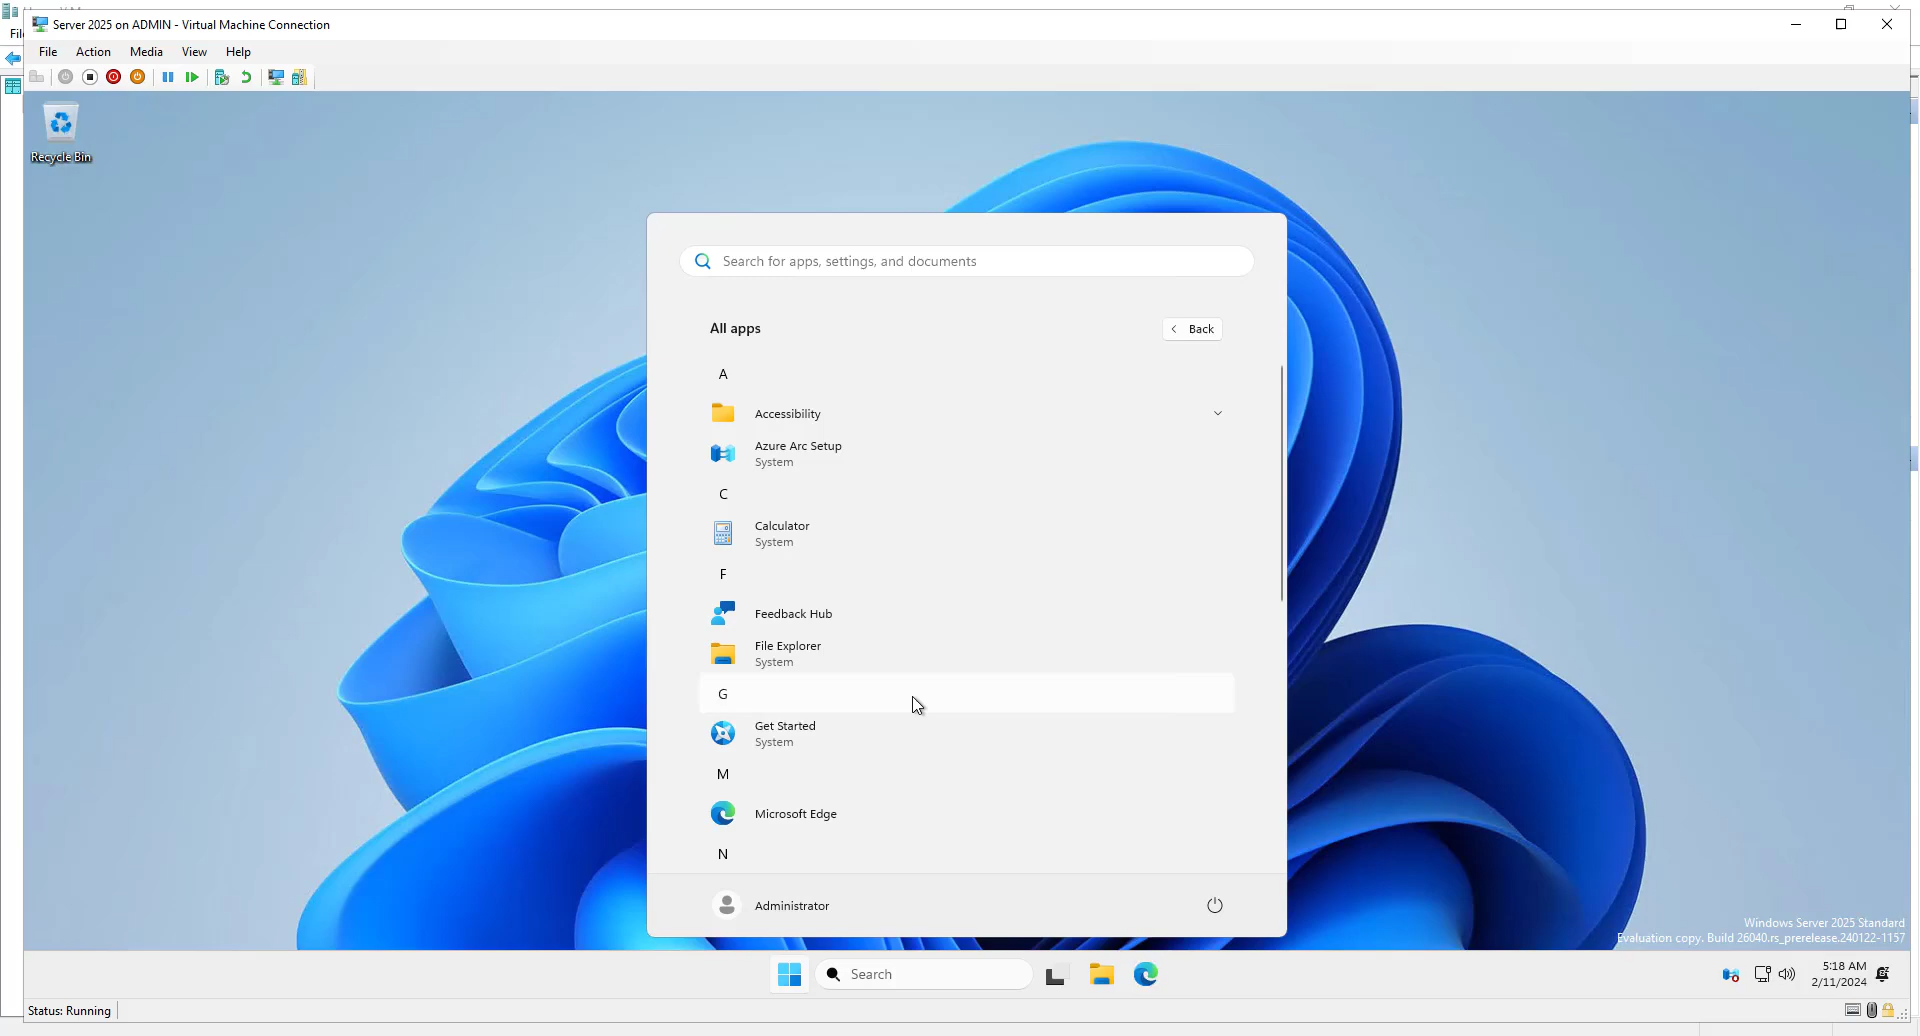 Server 2025 on ADMIN - Virtual Machine Connection
File Action Media View Help
Recycle Bin
Search for apps, settings, and documents
All apps
Back
A
Accessibility
Azure Arc Setup
System
C
Calculator
System
F
Feedback Hub
File Explorer
System
G
Get Started
System
M
Microsoft Edge
N
Administrator
Windows Server 2025 Standard
Evaluation copy. Build 26040.rs_prerelease.240122-1157
Search
5:18 AM
2/11/2024
Status: Running